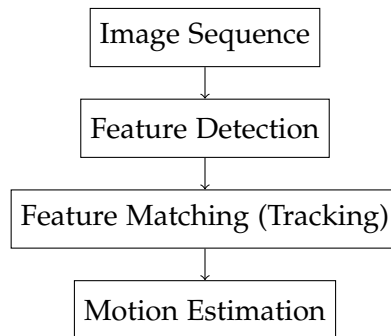 Image Sequence
Feature Detection
Feature Matching (Tracking)
Motion Estimation